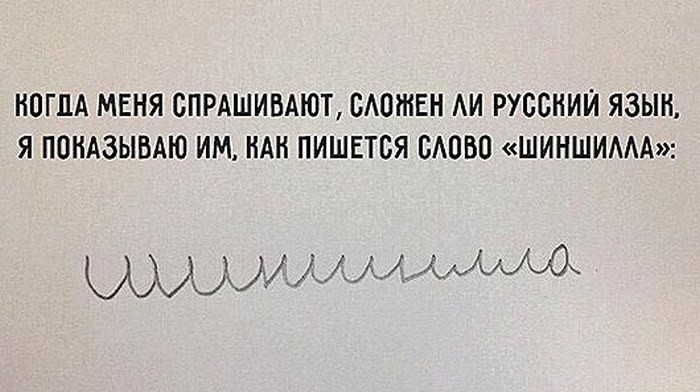 КОГДА МЕНЯ СПРАШИВАЮТ, СЛОЖЕН ЛИ РУССКИЙ ЯЗЫК,
Я ПОКАЗЫВАЮ ИМ, КАК ПИШЕТСЯ СЛОВО «ШИНШИЛЛА»:
шиншилла